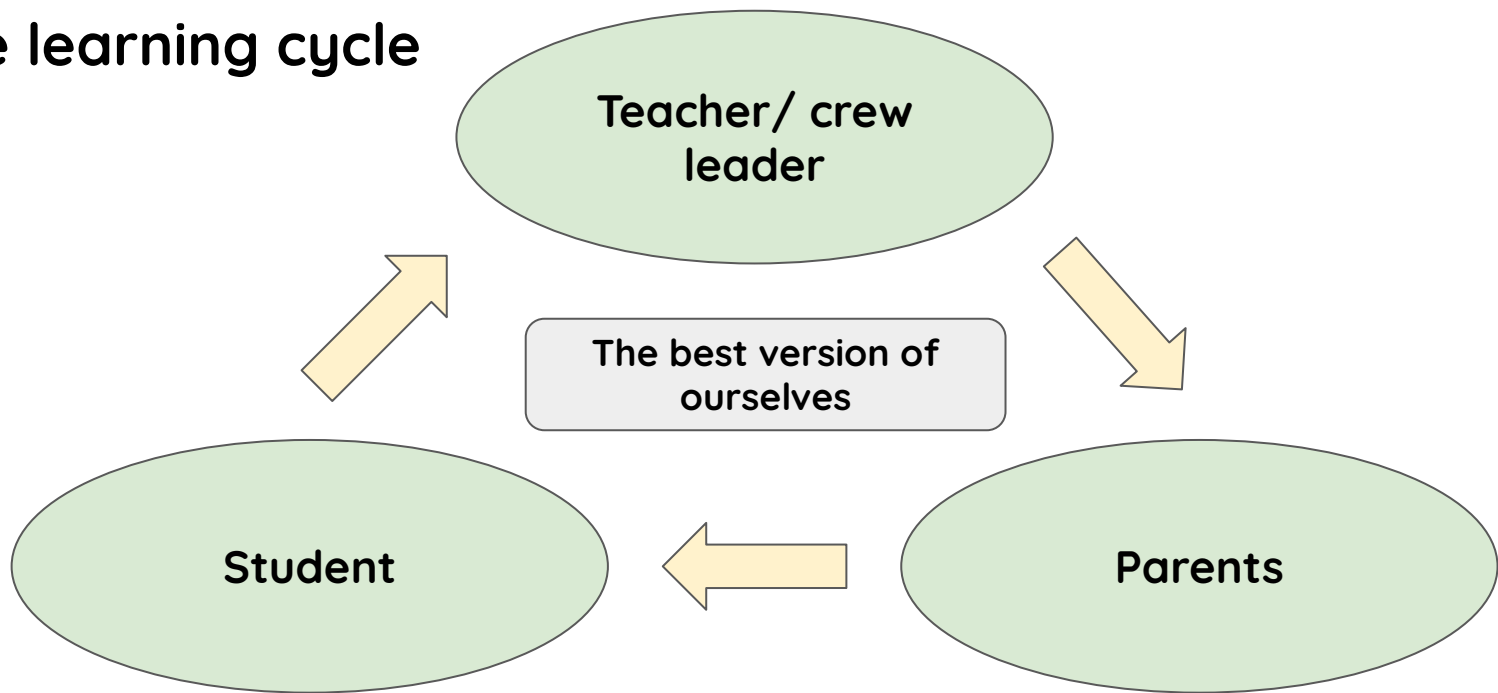 e learning cycle
Teacher/ crew
leader
The best version of
ourselves
Student
Parents